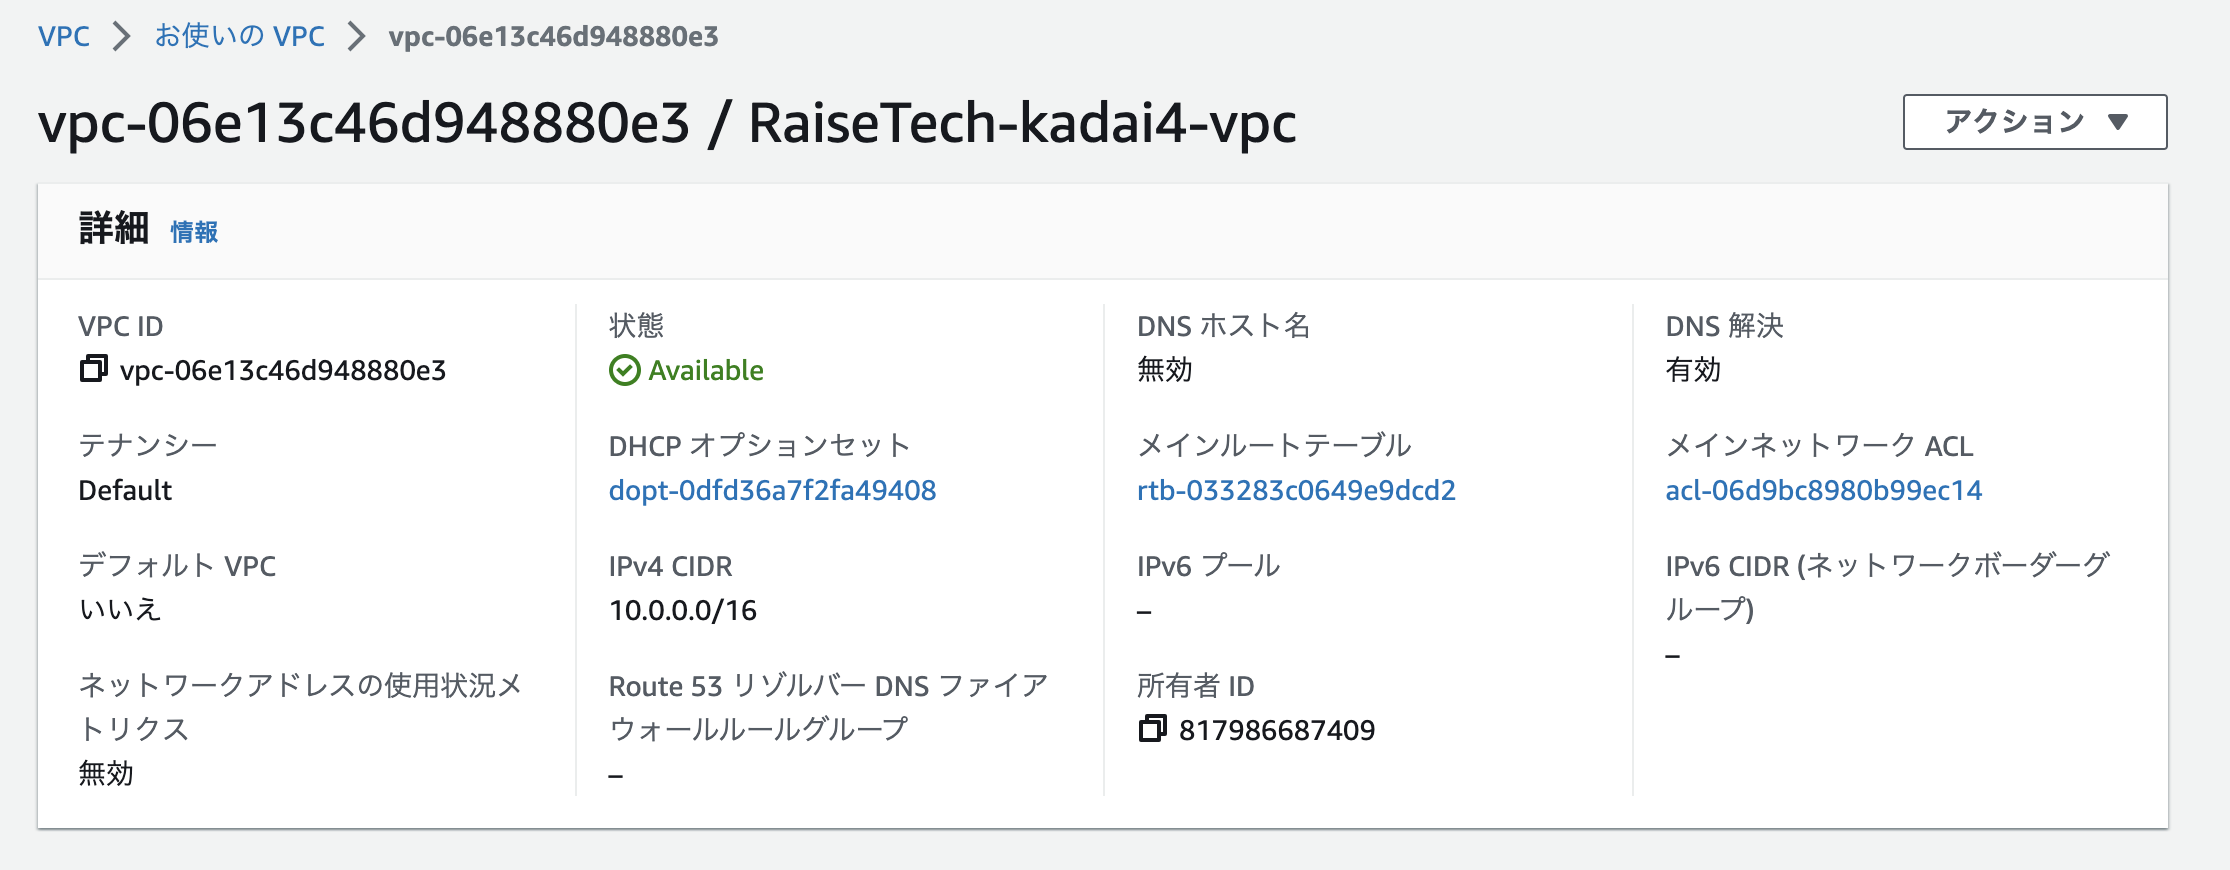 VPC > お使いの VPC > vpc-06e13c46d948880e3
vpc-06e13c46d948880e3 / RaiseTech-kadai4-vpc
アクション ▼
詳細 情報
VPC ID
vpc-06e13c46d948880e3
状態
Available
DNS ホスト名
無効
DNS 解決
有効
テナンシー
Default
DHCP オプションセット
dopt-0dfd36a7f2fa49408
メインルートテーブル
rtb-033283c0649e9dcd2
メインネットワーク ACL
acl-06d9bc8980b99ec14
デフォルト VPC
いいえ
IPv4 CIDR
10.0.0.0/16
IPv6 プール
–
IPv6 CIDR (ネットワークボーダーグ
ループ)
–
ネットワークアドレスの使用状況メ
トリクス
無効
Route 53 リゾルバー DNS ファイア
ウォールルールグループ
–
所有者 ID
817986687409